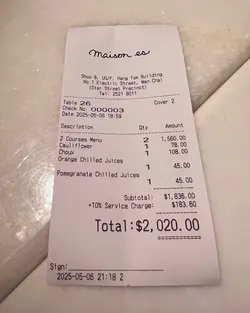 maison es
Shop B, UG/F, Hang Tak Building
No.1 Electric Street, Wan Chai
(Star Street Precinct)
Tel 2521 8011
Table 26
Cover 2
Check No. 000003
Date 2025-05-06 18:59
Description Qty Amount
2 Courses Menu 2 1,560.00
Cauliflower 1 78.00
Choux 1 108.00
Orange Chilled Juices
1 45.00
Pomegranate Chilled Juices
1 45.00
Subtotal: $1,836.00
+10% Service Charge: $183.60
Total:$2,020.00
Sign:
2025-05-06 21:18 2